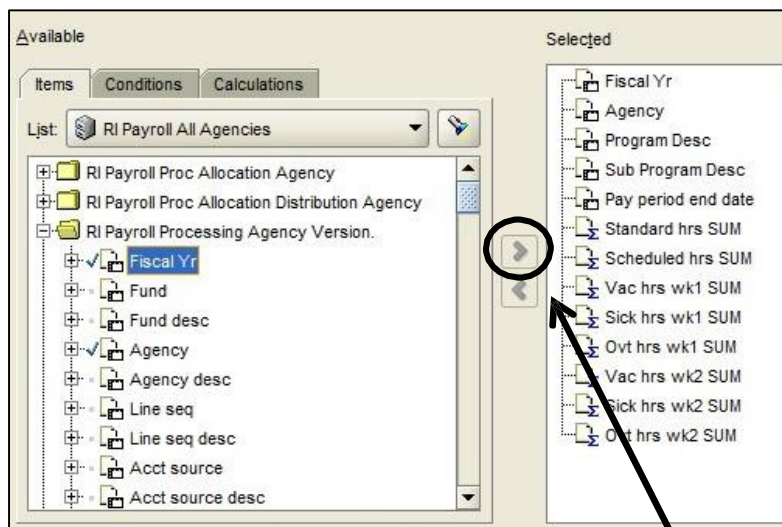 Available
Items Conditions Calculations
List: RI Payroll All Agencies
RI Payroll Proc Allocation Agency
RI Payroll Proc Allocation Distribution Agency
RI Payroll Processing Agency Version.
Fiscal Yr
Fund
Fund desc
Agency
Agency desc
Line seq
Line seq desc
Acct source
Acct source desc
Selected
Fiscal Yr
Agency
Program Desc
Sub Program Desc
Pay period end date
Standard hrs SUM
Scheduled hrs SUM
Vac hrs wk1 SUM
Sick hrs wk1 SUM
Ovt hrs wk1 SUM
Vac hrs wk2 SUM
Sick hrs wk2 SUM
Ovt hrs wk2 SUM